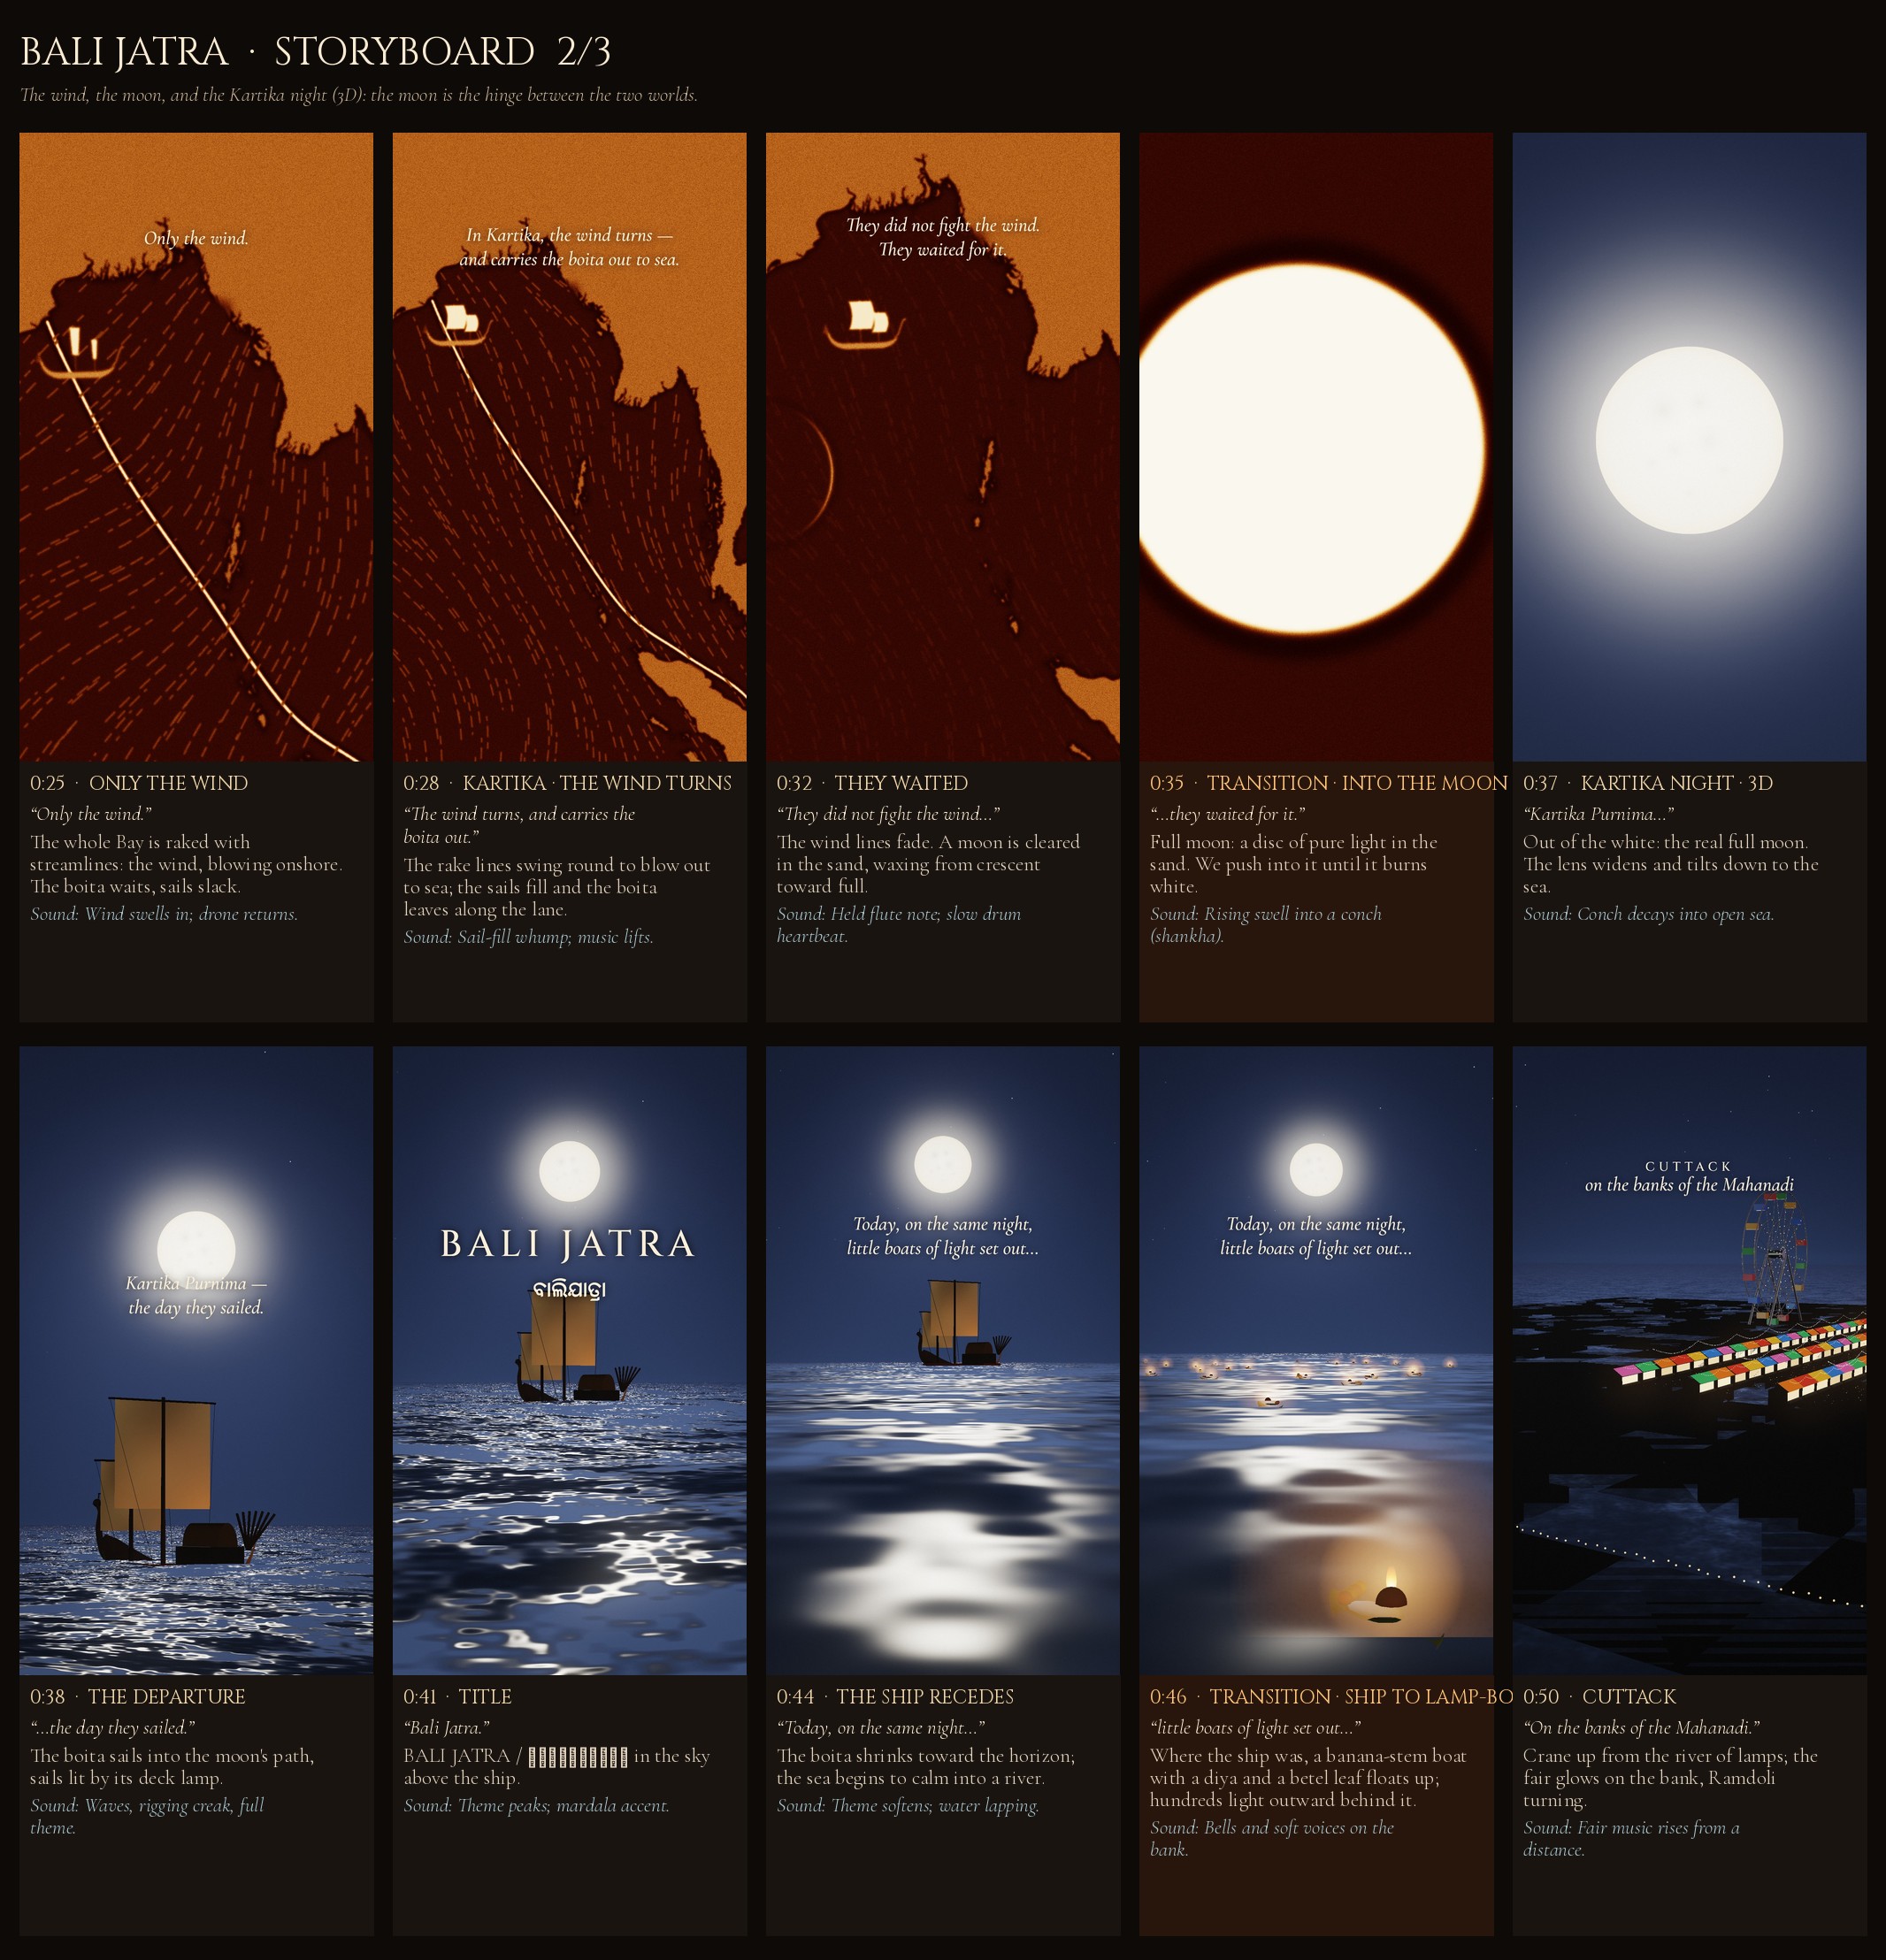 BALI JATRA · STORYBOARD 2/3
The wind, the moon, and the Kartika night (3D): the moon is the hinge between the two worlds.
Only the wind.
0:25 · ONLY THE WIND
“Only the wind.”
The whole Bay is raked with
streamlines: the wind, blowing onshore.
The boita waits, sails slack.
Sound: Wind swells in; drone returns.
In Kartika, the wind turns —
and carries the boita out to sea.
0:28 · KARTIKA · THE WIND TURNS
“The wind turns, and carries the
boita out.”
The rake lines swing round to blow out
to sea; the sails fill and the boita
leaves along the lane.
Sound: Sail-fill whump; music lifts.
They did not fight the wind.
They waited for it.
0:32 · THEY WAITED
“They did not fight the wind...”
The wind lines fade. A moon is cleared
in the sand, waxing from crescent
toward full.
Sound: Held flute note; slow drum
heartbeat.
0:35 · TRANSITION · INTO THE MOON
“...they waited for it.”
Full moon: a disc of pure light in the
sand. We push into it until it burns
white.
Sound: Rising swell into a conch
(shankha).
0:37 · KARTIKA NIGHT · 3D
“Kartika Purnima...”
Out of the white: the real full moon.
The lens widens and tilts down to the
sea.
Sound: Conch decays into open sea.
Kartika Purnima —
the day they sailed.
0:38 · THE DEPARTURE
“...the day they sailed.”
The boita sails into the moon's path,
sails lit by its deck lamp.
Sound: Waves, rigging creak, full
theme.
BALI JATRA
ବାଲିଯାତ୍ରା
0:41 · TITLE
“Bali Jatra.”
BALI JATRA / in the sky
above the ship.
Sound: Theme peaks; mardala accent.
Today, on the same night,
little boats of light set out...
0:44 · THE SHIP RECEDES
“Today, on the same night...”
The boita shrinks toward the horizon;
the sea begins to calm into a river.
Sound: Theme softens; water lapping.
Today, on the same night,
little boats of light set out...
0:46 · TRANSITION · SHIP TO LAMP-BO
“little boats of light set out...”
Where the ship was, a banana-stem boat
with a diya and a betel leaf floats up;
hundreds light outward behind it.
Sound: Bells and soft voices on the
bank.
CUTTACK
on the banks of the Mahanadi
0:50 · CUTTACK
“On the banks of the Mahanadi.”
Crane up from the river of lamps; the
fair glows on the bank, Ramdoli
turning.
Sound: Fair music rises from a
distance.